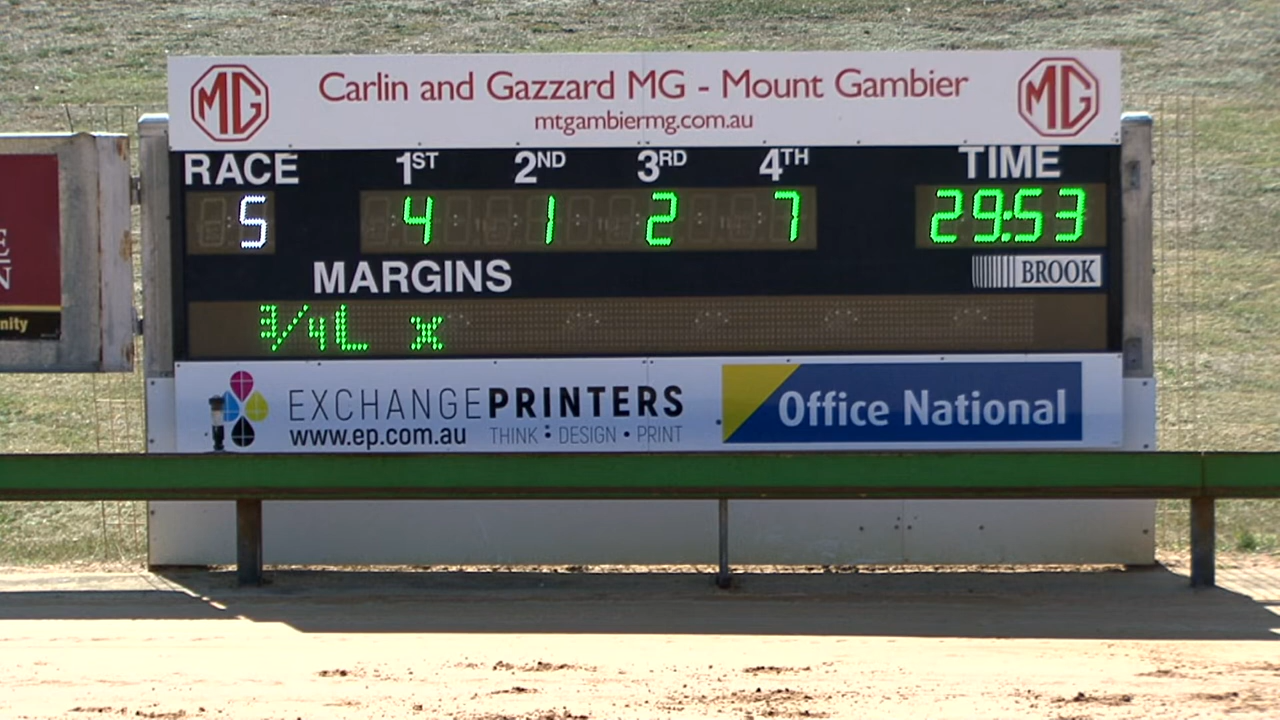 MG Carlin and Gazzard MG - Mount Gambier MG
mtgambiermg.com.au
RACE 1ST 2ND 3RD 4TH TIME
5 4 1 2 7 29:53
MARGINS BROOK
3/4L
E
N
nity
EXCHANGEPRINTERS
www.ep.com.au THINK • DESIGN • PRINT
Office National